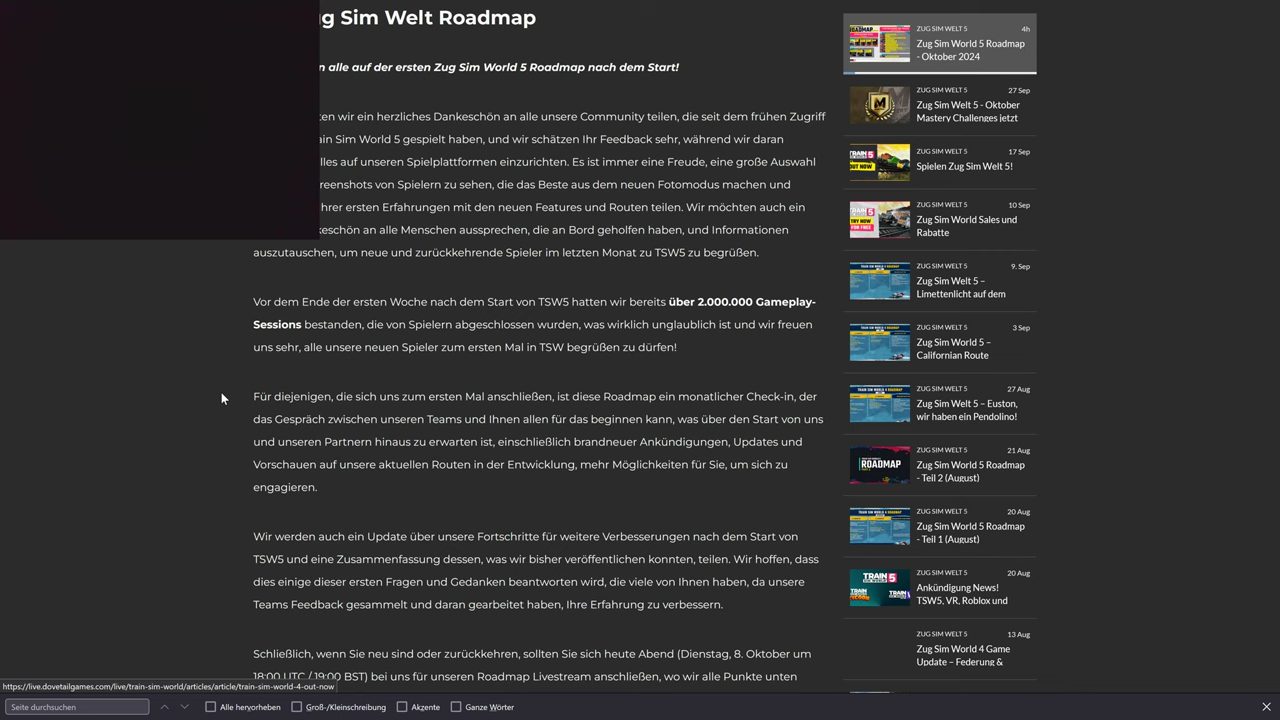 g Sim Welt Roadmap
n alle auf der ersten Zug Sim World 5 Roadmap nach dem Start!
ten wir ein herzliches Dankeschön an alle unsere Community teilen, die seit dem frühen Zugriff
ain Sim World 5 gespielt haben, und wir schätzen Ihr Feedback sehr, während wir daran
lles auf unseren Spielplattformen einzurichten. Es ist immer eine Freude, eine große Auswahl
reenshots von Spielern zu sehen, die das Beste aus dem neuen Fotomodus machen und
hrer ersten Erfahrungen mit den neuen Features und Routen teilen. Wir möchten auch ein
keschön an alle Menschen aussprechen, die an Bord geholfen haben, und Informationen
auszutauschen, um neue und zurückkehrende Spieler im letzten Monat zu TSW5 zu begrüßen.
Vor dem Ende der ersten Woche nach dem Start von TSW5 hatten wir bereits über 2.000.000 Gameplay-
Sessions bestanden, die von Spielern abgeschlossen wurden, was wirklich unglaublich ist und wir freuen
uns sehr, alle unsere neuen Spieler zum ersten Mal in TSW begrüßen zu dürfen!
Für diejenigen, die sich uns zum ersten Mal anschließen, ist diese Roadmap ein monatlicher Check-in, der
das Gespräch zwischen unseren Teams und Ihnen allen für das beginnen kann, was über den Start von uns
und unseren Partnern hinaus zu erwarten ist, einschließlich brandneuer Ankündigungen, Updates und
Vorschauen auf unsere aktuellen Routen in der Entwicklung, mehr Möglichkeiten für Sie, um sich zu
engagieren.
Wir werden auch ein Update über unsere Fortschritte für weitere Verbesserungen nach dem Start von
TSW5 und eine Zusammenfassung dessen, was wir bisher veröffentlichen konnten, teilen. Wir hoffen, dass
dies einige dieser ersten Fragen und Gedanken beantworten wird, die viele von Ihnen haben, da unsere
Teams Feedback gesammelt und daran gearbeitet haben, Ihre Erfahrung zu verbessern.
Schließlich, wenn Sie neu sind oder zurückkehren, sollten Sie sich heute Abend (Dienstag, 8. Oktober um
18:00 UTC / 19:00 BST) bei uns für unseren Roadmap Livestream anschließen, wo wir alle Punkte unten
ZUG SIM WELT 5 4h
Zug Sim World 5 Roadmap
- Oktober 2024
ZUG SIM WELT 5 27 Sep
Zug Sim Welt 5 - Oktober
Mastery Challenges jetzt
ZUG SIM WELT 5 17 Sep
Spielen Zug Sim Welt 5!
ZUG SIM WELT 5 10 Sep
Zug Sim World Sales und
Rabatte
ZUG SIM WELT 5 9. Sep
Zug Sim Welt 5 –
Limettenlicht auf dem
ZUG SIM WELT 5 3 Sep
Zug Sim World 5 –
Californian Route
ZUG SIM WELT 5 27 Aug
Zug Sim Welt 5 – Euston,
wir haben ein Pendolino!
ZUG SIM WELT 5 21 Aug
ROADMAP
Zug Sim World 5 Roadmap
- Teil 2 (August)
ZUG SIM WELT 5 20 Aug
Zug Sim World 5 Roadmap
- Teil 1 (August)
ZUG SIM WELT 5 20 Aug
Ankündigung News!
TSW5, VR, Roblox und
ZUG SIM WELT 5 13 Aug
Zug Sim World 4 Game
Update – Federung &
https://live.dovetailgames.com/live/train-sim-world/articles/article/train-sim-world-4-out-now
Seite durchsuchen Alle hervorheben Groß-/Kleinschreibung Akzente Ganze Wörter